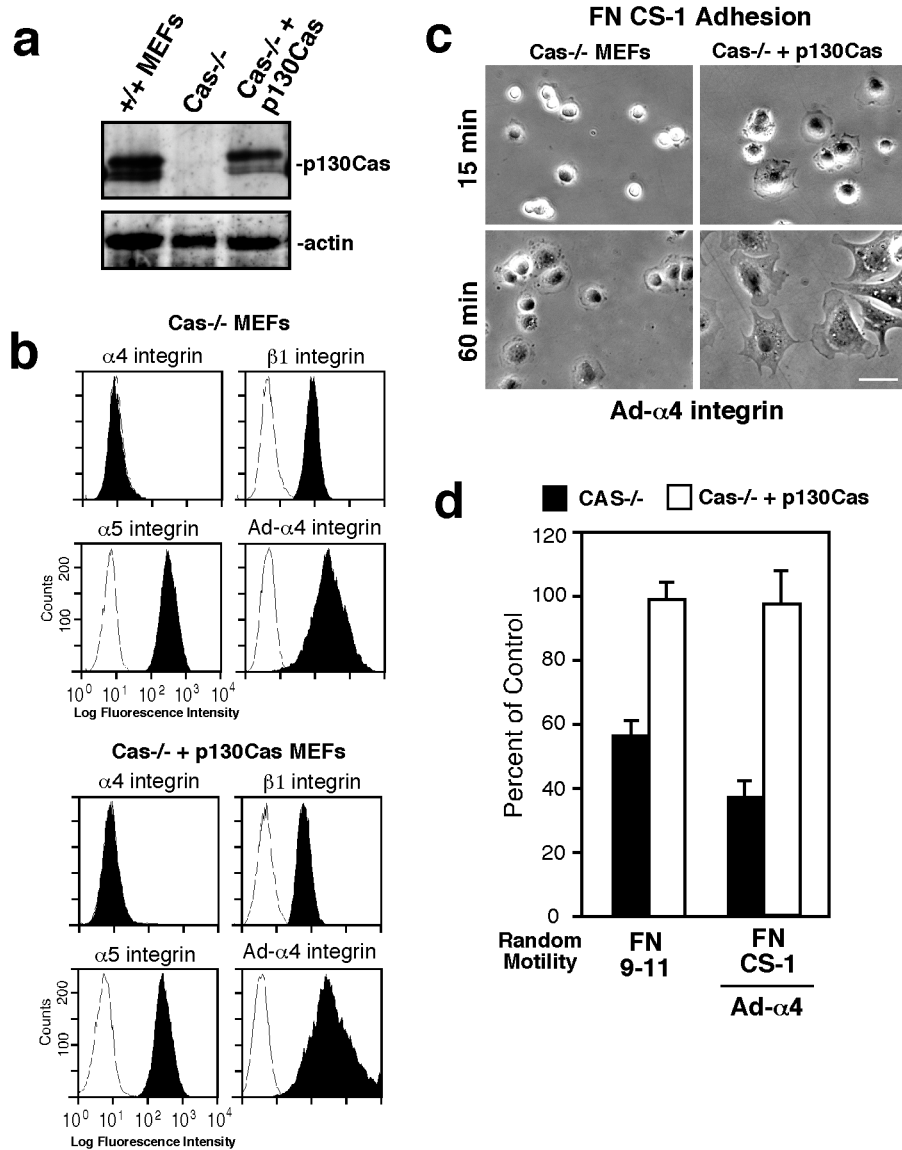 a
+/+ MEFs
Cas-/-
Cas-/- +
p130Cas
-p130Cas
-actin
b
Cas-/- MEFs
α4 integrin
β1 integrin
α5 integrin
Ad-α4 integrin
Counts
200
100
10^0 10^1 10^2 10^3 10^4
Log Fluorescence Intensity
Cas-/- + p130Cas MEFs
α4 integrin
β1 integrin
α5 integrin
Ad-α4 integrin
Counts
200
100
10^0 10^1 10^2 10^3 10^4
Log Fluorescence Intensity
c
FN CS-1 Adhesion
Cas-/- MEFs
Cas-/- + p130Cas
15 min
60 min
Ad-α4 integrin
d
CAS-/-
Cas-/- + p130Cas
Percent of Control
120
100
80
60
40
20
0
Random
Motility
FN
9-11
FN
CS-1
Ad-α4